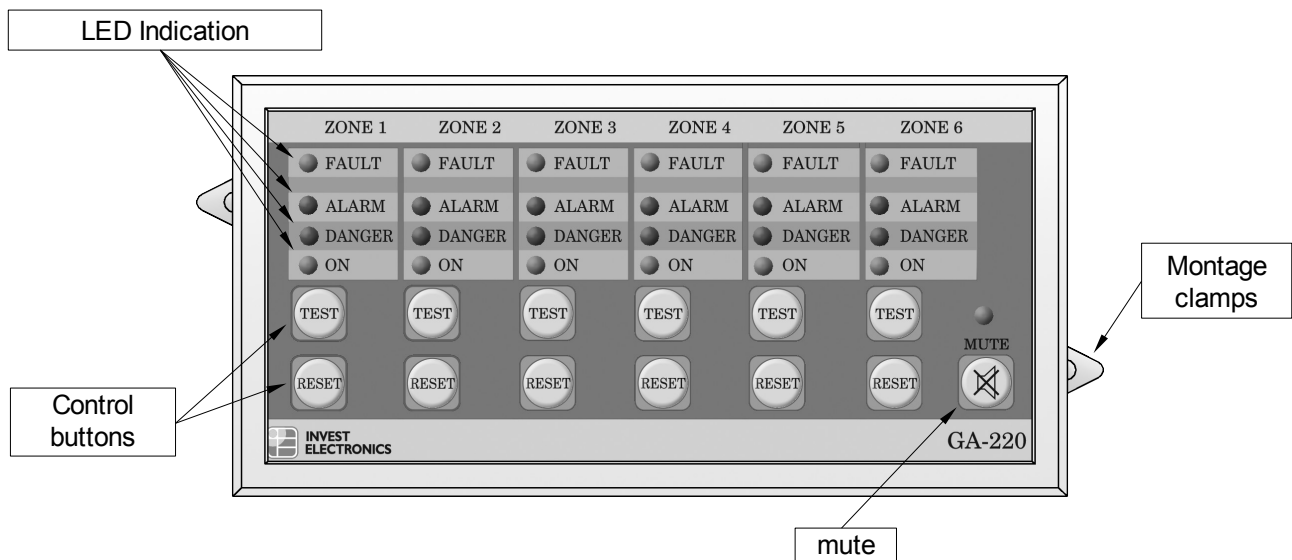 LED Indication
ZONE 1 ZONE 2 ZONE 3 ZONE 4 ZONE 5 ZONE 6
FAULT FAULT FAULT FAULT FAULT FAULT
ALARM ALARM ALARM ALARM ALARM ALARM
DANGER DANGER DANGER DANGER DANGER DANGER
ON ON ON ON ON ON
Montage
clamps
TEST TEST TEST TEST TEST TEST
MUTE
RESET RESET RESET RESET RESET RESET
Control
buttons
INVEST
ELECTRONICS
GA-220
mute